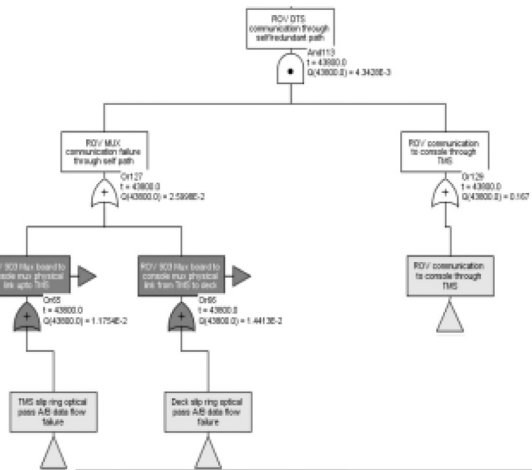 ROV DTS
communication through
self/redundant path
And113
t = 43800.0
Q(43800.0) = 4.3428E-3
ROV MUX
communication failure
through self path
Or127
t = 43800.0
Q(43800.0) = 2.5998E-2
ROV communication
to console through
TMS
Or129
t = 43800.0
Q(43800.0) = 0.167
903 Mux board to
mux physical
link upto TMS
Or65
t = 43800.0
Q(43800.0) = 1.1754E-2
ROV 903 Mux board to
console mux physical
link from TMS to deck
Or66
t = 43800.0
Q(43800.0) = 1.4413E-2
ROV communication
to console through
TMS
TMS slip ring optical
pass A/B data flow
failure
Deck slip ring optical
pass A/B data flow
failure